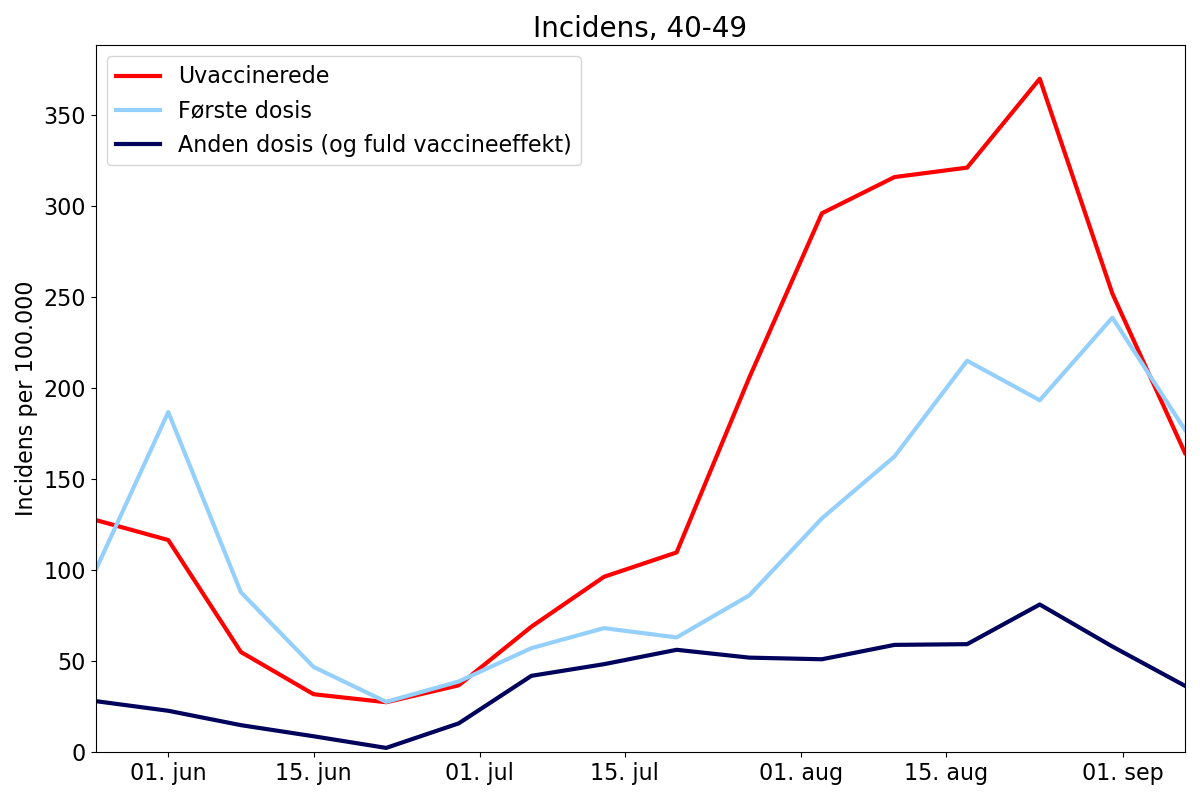 Incidens, 40-49
Uvaccinerede
Første dosis
Anden dosis (og fuld vaccineeffekt)
Incidens per 100.000
350
300
250
200
150
100
50
0
01. jun
15. jun
01. jul
15. jul
01. aug
15. aug
01. sep